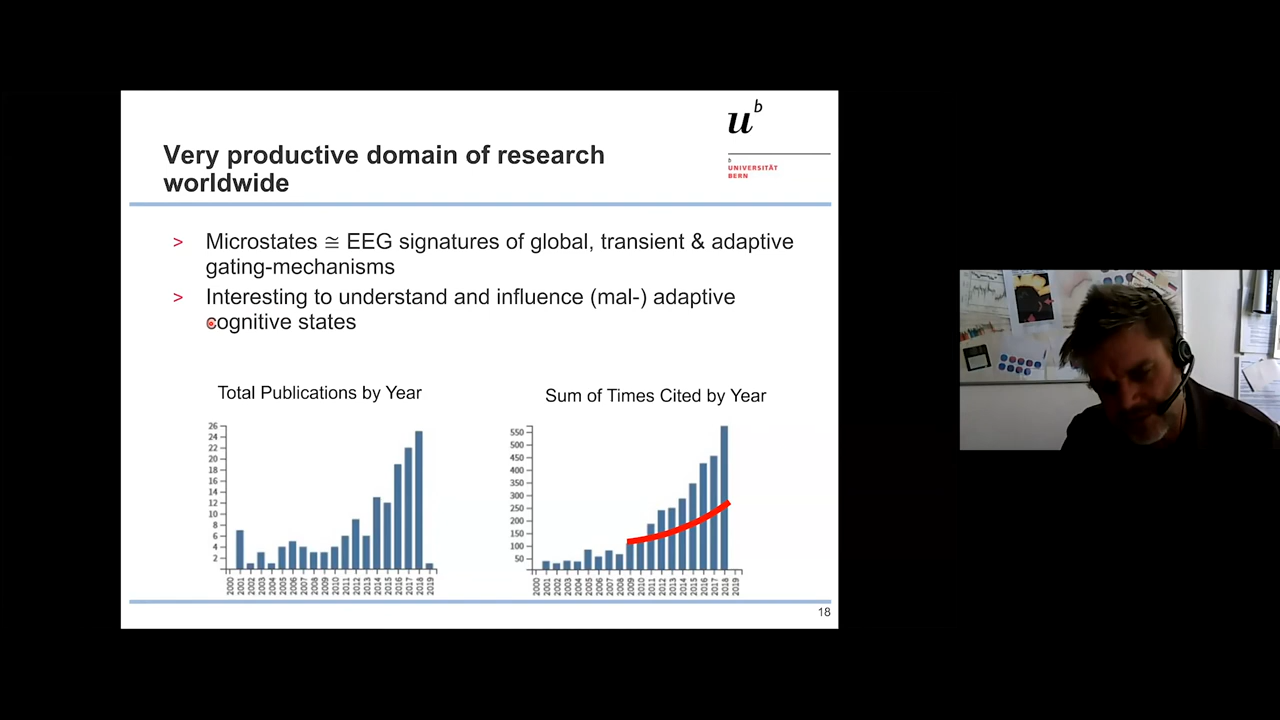 u^b
b
UNIVERSITÄT
BERN
Very productive domain of research
worldwide
> Microstates ≅ EEG signatures of global, transient & adaptive
gating-mechanisms
> Interesting to understand and influence (mal-) adaptive
cognitive states
Total Publications by Year
26
24
22
20
18
16
14
12
10
8
6
4
2
2000 2001 2002 2003 2004 2005 2006 2007 2008 2009 2010 2011 2012 2013 2014 2015 2016 2017 2018 2019
Sum of Times Cited by Year
550
500
450
400
350
300
250
200
150
100
50
2000 2001 2002 2003 2004 2005 2006 2007 2008 2009 2010 2011 2012 2013 2014 2015 2016 2017 2018 2019
18